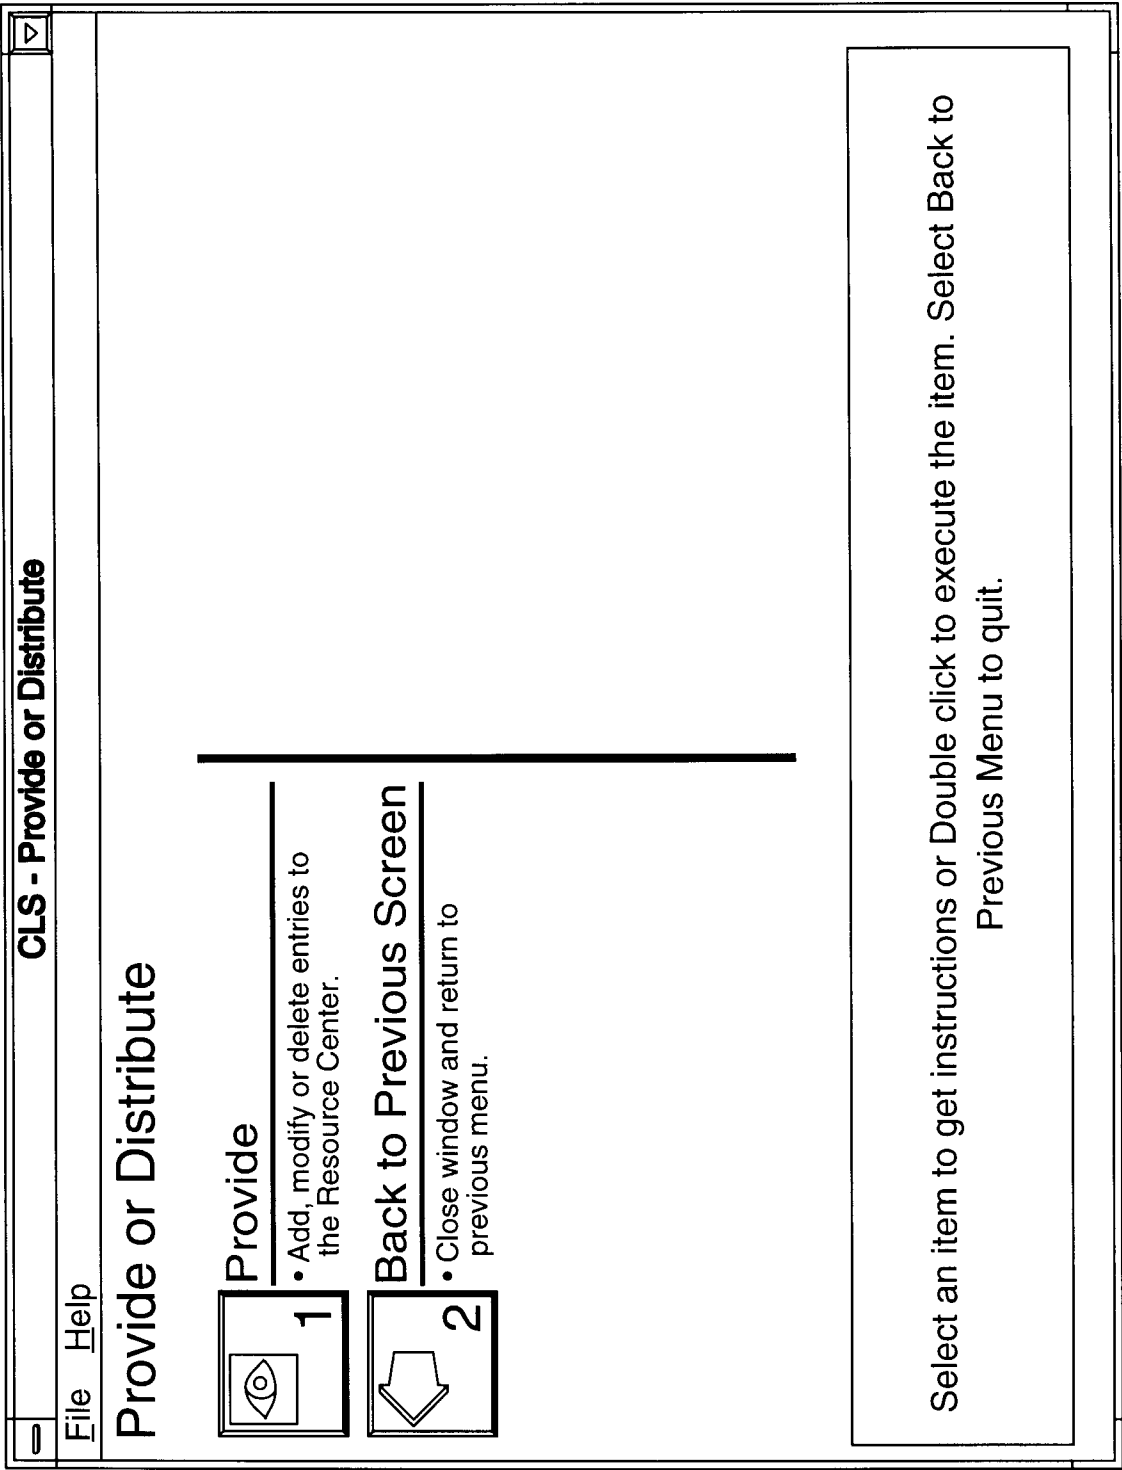 CLS - Provide or Distribute
File Help
Provide or Distribute
1
Provide
• Add, modify or delete entries to
the Resource Center.
2
Back to Previous Screen
• Close window and return to
previous menu.
Select an item to get instructions or Double click to execute the item. Select Back to
Previous Menu to quit.